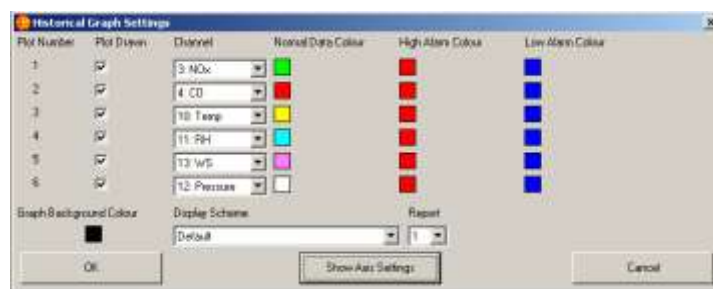 Historical Graph Settings
Plot Number Plot Drawn Channel Normal Data Colour High Alarm Colour Low Alarm Colour
1 3: NOx
2 4: CO
3 10: Temp
4 11: RH
5 13: WS
6 12: Pressure
Graph Background Colour Display Scheme Report
Default 1
OK Show Axis Settings Cancel